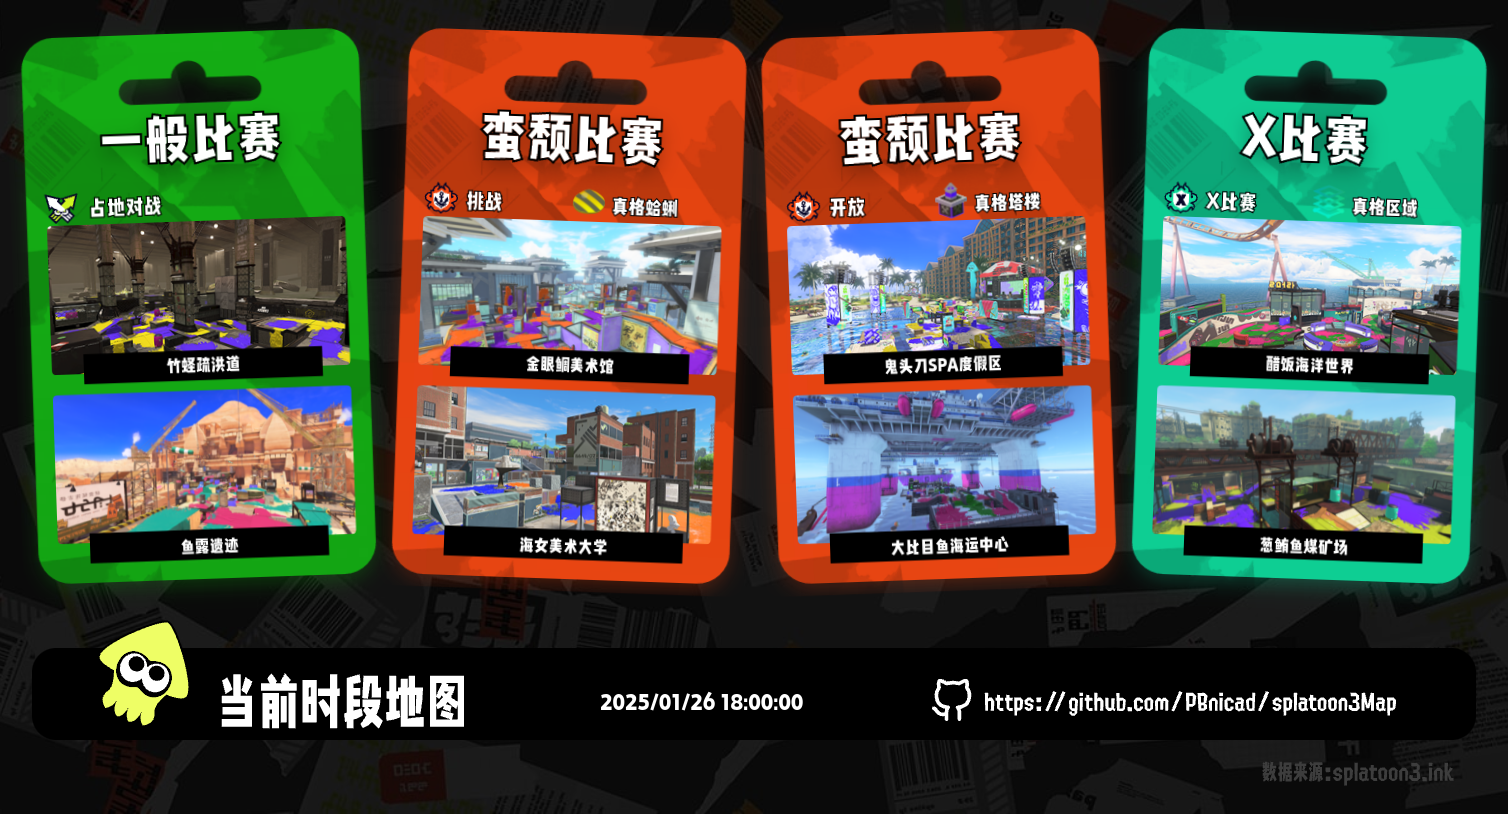 一般比赛
占地对战
竹蛏疏洪道
鱼露遗迹
蛮颓比赛
挑战
真格蛤蜊
金眼鲷美术馆
海女美术大学
蛮颓比赛
开放
真格塔楼
鬼头刀SPA度假区
大比目鱼海运中心
X比赛
X比赛
真格区域
醋饭海洋世界
葱鲔鱼煤矿场
当前时段地图
2025/01/26 18:00:00
https://github.com/PBnicad/splatoon3Map
数据来源:splatoon3.ink